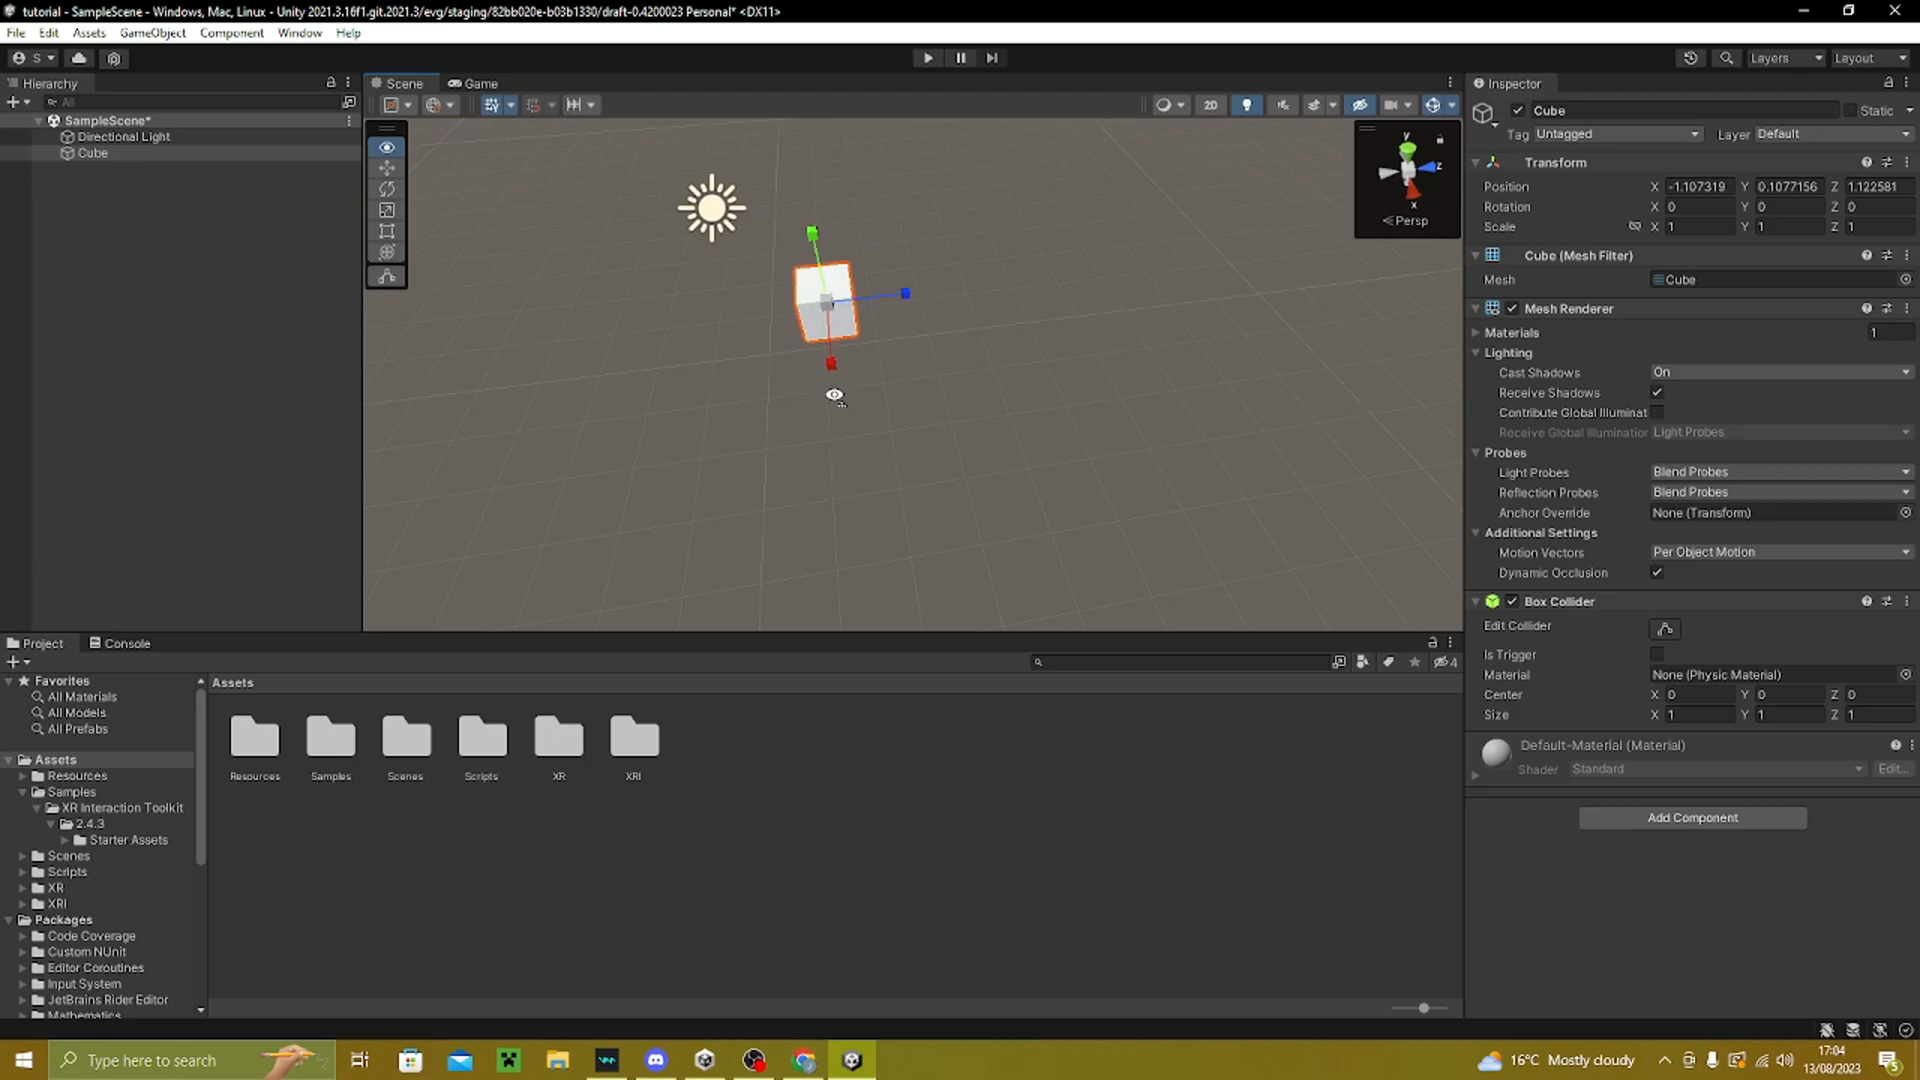 tutorial - SampleScene - Windows, Mac, Linux - Unity 2021.3.16f1.git.2021.3/evg/staging/82bb020e-b03b1330/draft-0.4200023 Personal* <DX11>
File Edit Assets GameObject Component Window Help
S Layers Layout
Hierarchy
All
SampleScene*
Directional Light
Cube
Scene Game
2D
y
z
x
Persp
Inspector
Cube Static
Tag Untagged Layer Default
Transform
Position X -1.107319 Y 0.1077156 Z 1.122581
Rotation X 0 Y 0 Z 0
Scale X 1 Y 1 Z 1
Cube (Mesh Filter)
Mesh Cube
Mesh Renderer
Materials 1
Lighting
Cast Shadows On
Receive Shadows
Contribute Global Illuminat
Receive Global Illumination Light Probes
Probes
Light Probes Blend Probes
Reflection Probes Blend Probes
Anchor Override None (Transform)
Additional Settings
Motion Vectors Per Object Motion
Dynamic Occlusion
Box Collider
Edit Collider
Is Trigger
Material None (Physic Material)
Center X 0 Y 0 Z 0
Size X 1 Y 1 Z 1
Default-Material (Material)
Shader Standard Edit...
Add Component
Project Console
4
Favorites
All Materials
All Models
All Prefabs
Assets
Resources
Samples
XR Interaction Toolkit
2.4.3
Starter Assets
Scenes
Scripts
XR
XRI
Packages
Code Coverage
Custom NUnit
Editor Coroutines
Input System
JetBrains Rider Editor
Mathematics
Assets
Resources Samples Scenes Scripts XR XRI
Type here to search
16°C Mostly cloudy
17:04
13/08/2023
5